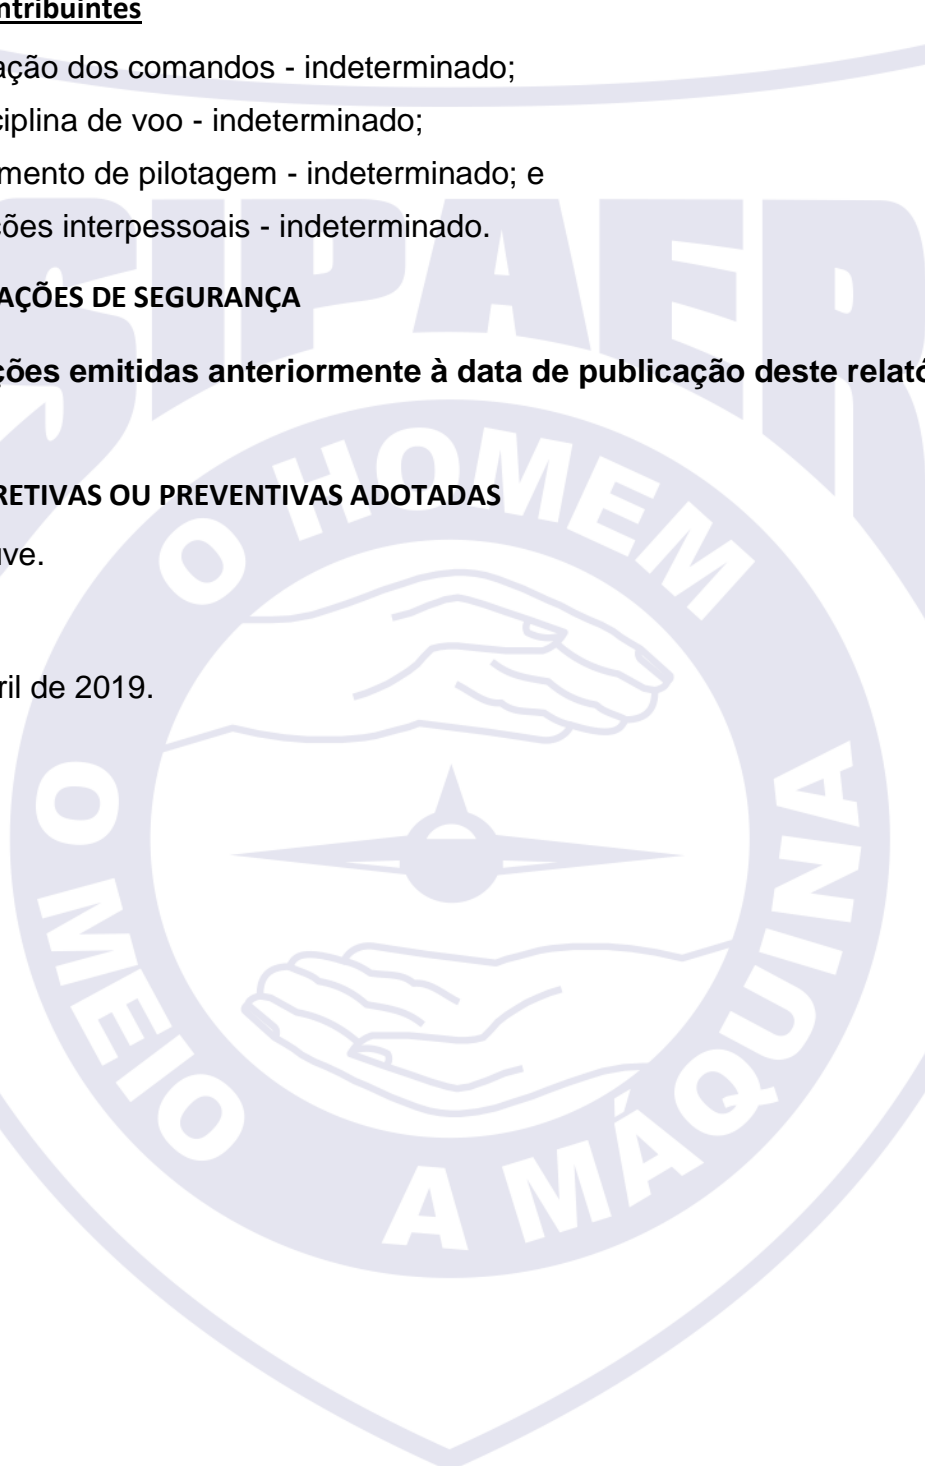 ntribuintes
ação dos comandos - indeterminado;
ciplina de voo - indeterminado;
mento de pilotagem - indeterminado; e
ções interpessoais - indeterminado.
AÇÕES DE SEGURANÇA
ções emitidas anteriormente à data de publicação deste relató
RETIVAS OU PREVENTIVAS ADOTADAS
uve.
ril de 2019.
SIPAER
O HOMEM
O MEIO
A MÁQUINA